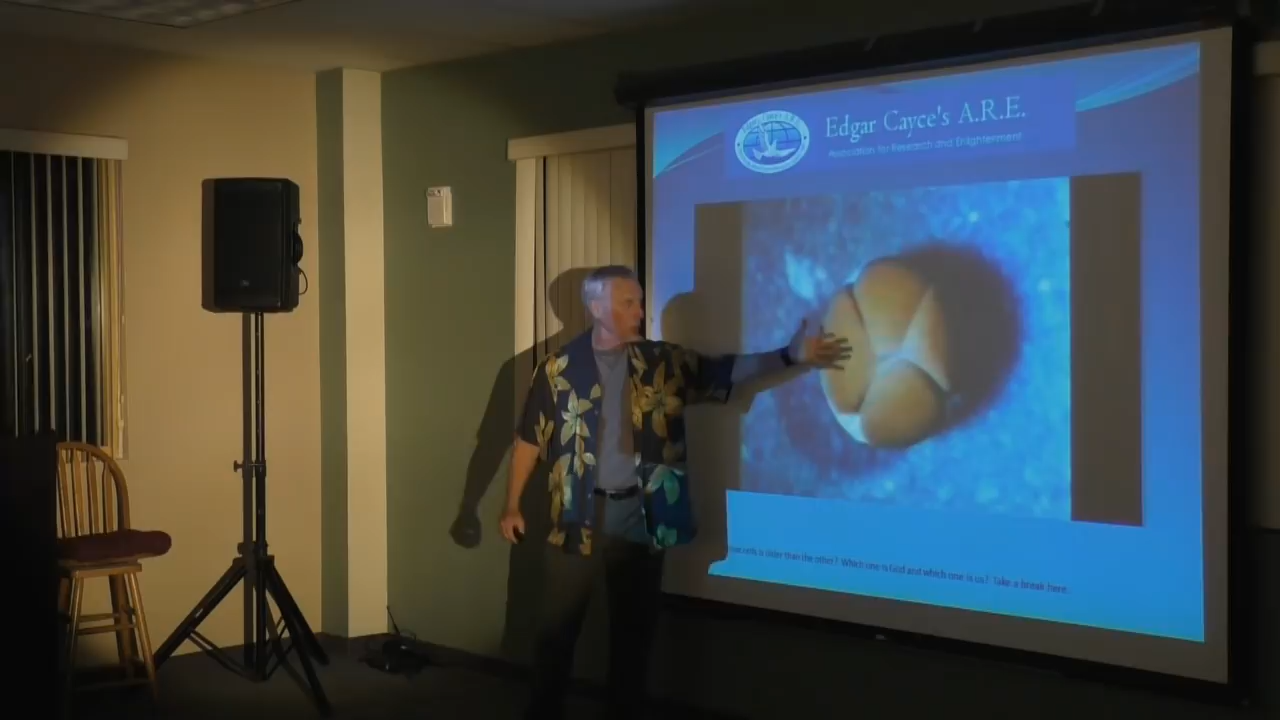 Edgar Cayce's A.R.E.
Association for Research and Enlightenment
cells is older than the other? Which one is God and which one is us? Take a break here.